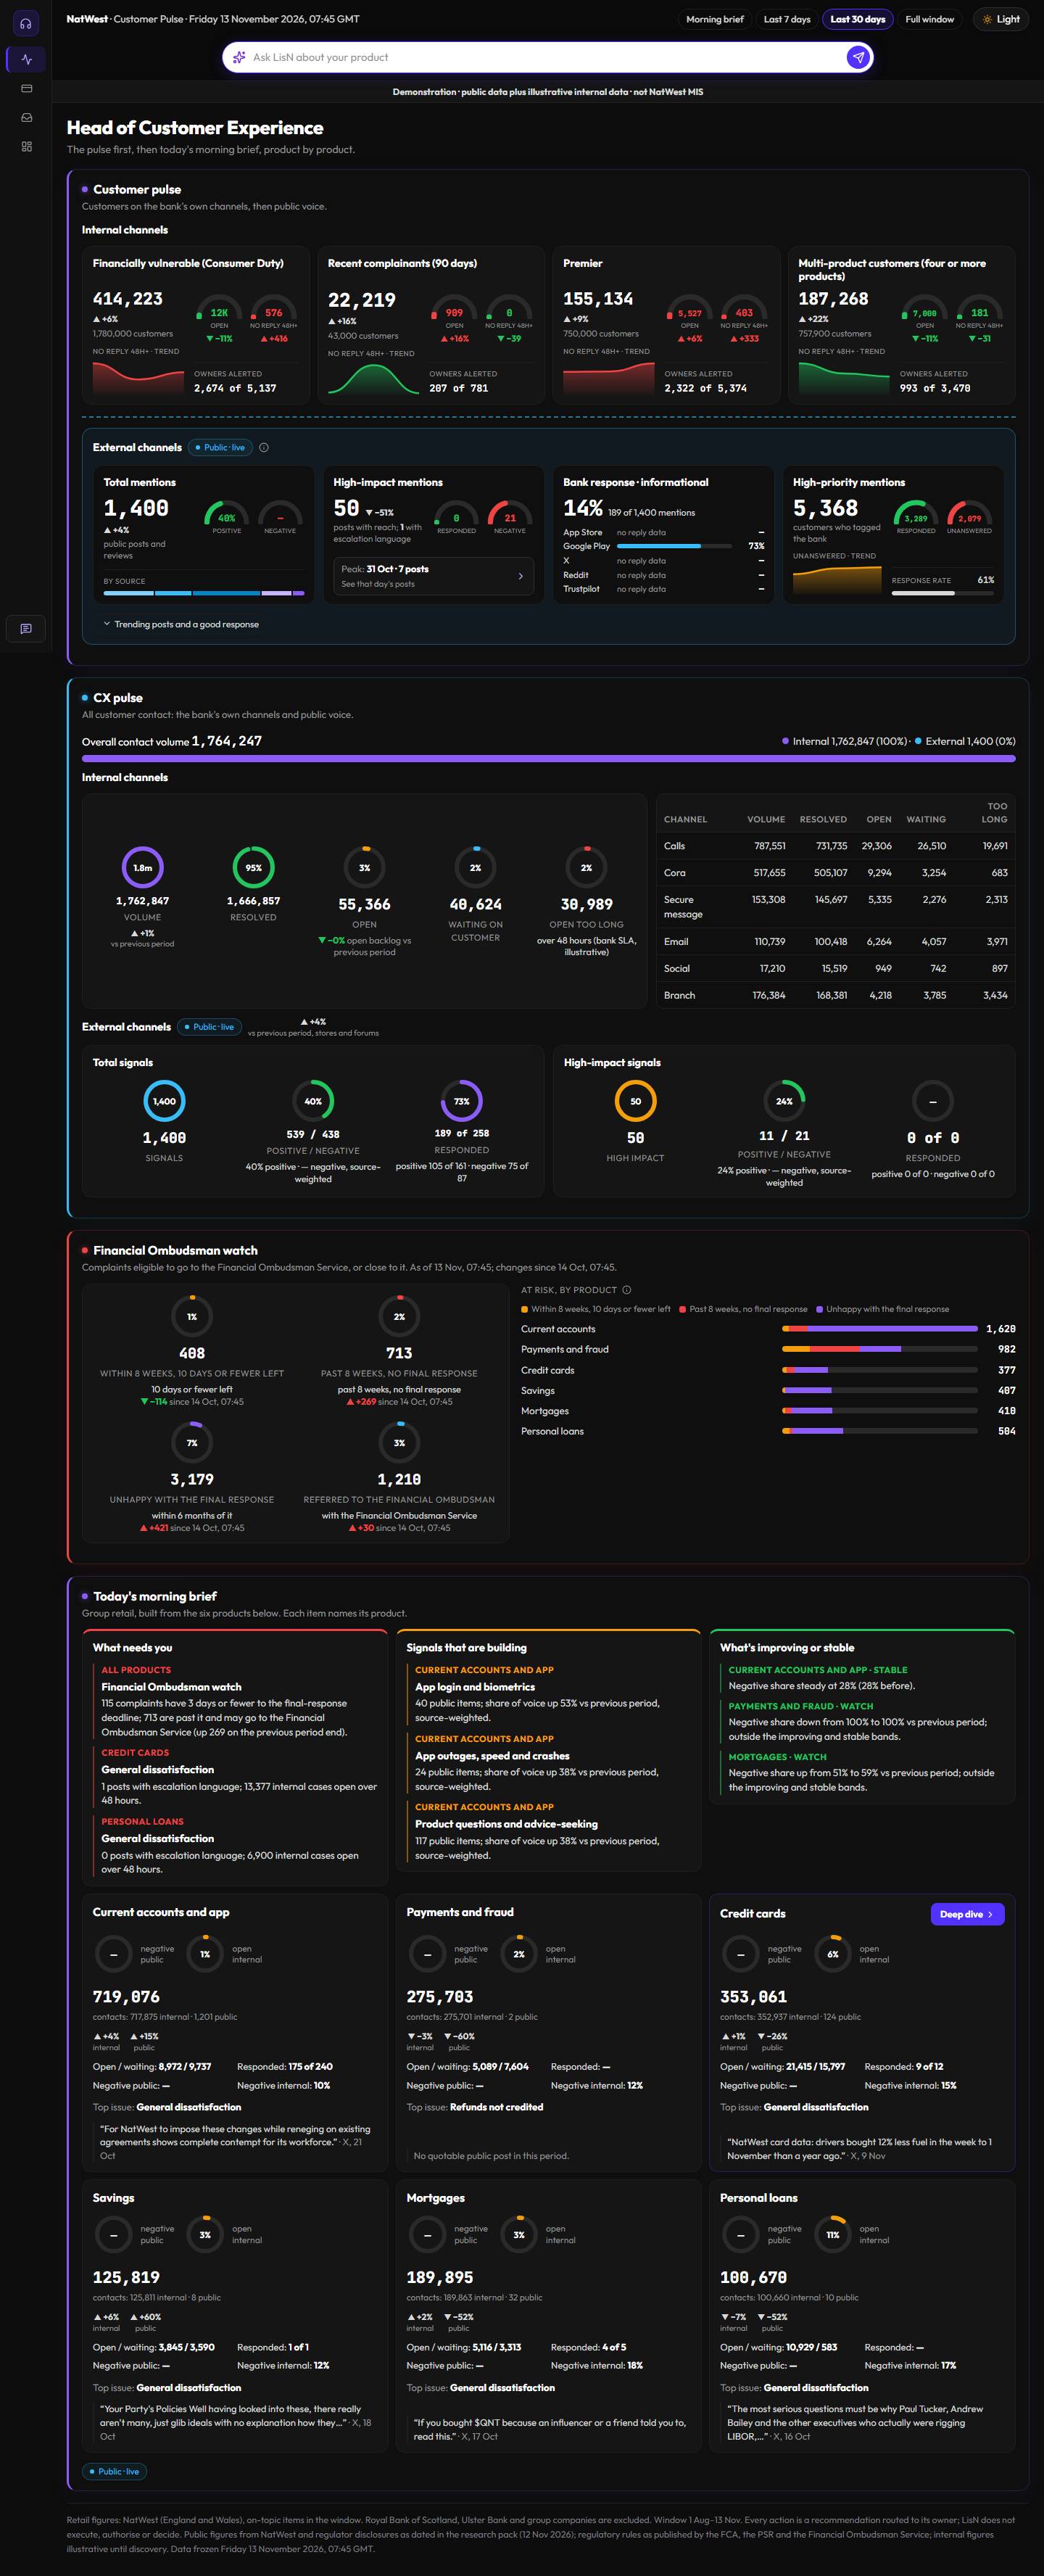 NatWest · Customer Pulse · Friday 13 November 2026, 07:45 GMT
Morning brief
Last 7 days
Last 30 days
Full window
Light
Ask LisN about your product
Demonstration · public data plus illustrative internal data · not NatWest MIS
Head of Customer Experience
The pulse first, then today's morning brief, product by product.
Customer pulse
Customers on the bank's own channels, then public voice.
Internal channels
Financially vulnerable (Consumer Duty)
414,223
▲ +6%
1,780,000 customers
12K
OPEN
▼ −11%
576
NO REPLY 48H+
▲ +416
NO REPLY 48H+ · TREND
OWNERS ALERTED
2,674 of 5,137
Recent complainants (90 days)
22,219
▲ +16%
43,000 customers
909
OPEN
▲ +16%
0
NO REPLY 48H+
▼ −39
NO REPLY 48H+ · TREND
OWNERS ALERTED
207 of 781
Premier
155,134
▲ +9%
750,000 customers
5,527
OPEN
▲ +6%
403
NO REPLY 48H+
▲ +333
NO REPLY 48H+ · TREND
OWNERS ALERTED
2,322 of 5,374
Multi-product customers (four or more
products)
187,268
▲ +22%
757,900 customers
7,000
OPEN
▼ −11%
181
NO REPLY 48H+
▼ −31
NO REPLY 48H+ · TREND
OWNERS ALERTED
993 of 3,470
External channels
Public · live
Total mentions
1,400
▲ +4%
public posts and
reviews
40%
POSITIVE
–
NEGATIVE
BY SOURCE
High-impact mentions
50 ▼ −51%
posts with reach; 1 with
escalation language
0
RESPONDED
21
NEGATIVE
Peak: 31 Oct · 7 posts
See that day's posts
Bank response · informational
14% 189 of 1,400 mentions
App Store no reply data –
Google Play 73%
X no reply data –
Reddit no reply data –
Trustpilot no reply data –
High-priority mentions
5,368
customers who tagged
the bank
3,289
RESPONDED
2,079
UNANSWERED
UNANSWERED · TREND
RESPONSE RATE 61%
Trending posts and a good response
CX pulse
All customer contact: the bank's own channels and public voice.
Overall contact volume 1,764,247
Internal 1,762,847 (100%) · External 1,400 (0%)
Internal channels
1.8m
1,762,847
VOLUME
▲ +1%
vs previous period
95%
1,666,857
RESOLVED
3%
55,366
OPEN
▼ −0% open backlog vs
previous period
2%
40,624
WAITING ON
CUSTOMER
2%
30,989
OPEN TOO LONG
over 48 hours (bank SLA,
illustrative)
CHANNEL VOLUME RESOLVED OPEN WAITING TOO LONG
Calls 787,551 731,735 29,306 26,510 19,691
Cora 517,655 505,107 9,294 3,254 683
Secure message 153,308 145,697 5,335 2,276 2,313
Email 110,739 100,418 6,264 4,057 3,971
Social 17,210 15,519 949 742 897
Branch 176,384 168,381 4,218 3,785 3,434
External channels
Public · live
▲ +4%
vs previous period, stores and forums
Total signals
1,400
1,400
SIGNALS
40%
539 / 438
POSITIVE / NEGATIVE
40% positive · — negative, source-
weighted
73%
189 of 258
RESPONDED
positive 105 of 161 · negative 75 of
87
High-impact signals
50
50
HIGH IMPACT
24%
11 / 21
POSITIVE / NEGATIVE
24% positive · — negative, source-
weighted
–
0 of 0
RESPONDED
positive 0 of 0 · negative 0 of 0
Financial Ombudsman watch
Complaints eligible to go to the Financial Ombudsman Service, or close to it. As of 13 Nov, 07:45; changes since 14 Oct, 07:45.
1%
408
WITHIN 8 WEEKS, 10 DAYS OR FEWER LEFT
10 days or fewer left
▼ −114 since 14 Oct, 07:45
2%
713
PAST 8 WEEKS, NO FINAL RESPONSE
past 8 weeks, no final response
▲ +269 since 14 Oct, 07:45
7%
3,179
UNHAPPY WITH THE FINAL RESPONSE
within 6 months of it
▲ +421 since 14 Oct, 07:45
3%
1,210
REFERRED TO THE FINANCIAL OMBUDSMAN
with the Financial Ombudsman Service
▲ +30 since 14 Oct, 07:45
AT RISK, BY PRODUCT
Within 8 weeks, 10 days or fewer left Past 8 weeks, no final response Unhappy with the final response
Current accounts 1,620
Payments and fraud 982
Credit cards 377
Savings 407
Mortgages 410
Personal loans 504
Today's morning brief
Group retail, built from the six products below. Each item names its product.
What needs you
ALL PRODUCTS
Financial Ombudsman watch
115 complaints have 3 days or fewer to the final-response
deadline; 713 are past it and may go to the Financial
Ombudsman Service (up 269 on the previous period end).
CREDIT CARDS
General dissatisfaction
1 posts with escalation language; 13,377 internal cases open over
48 hours.
PERSONAL LOANS
General dissatisfaction
0 posts with escalation language; 6,900 internal cases open
over 48 hours.
Signals that are building
CURRENT ACCOUNTS AND APP
App login and biometrics
40 public items; share of voice up 53% vs previous period,
source-weighted.
CURRENT ACCOUNTS AND APP
App outages, speed and crashes
24 public items; share of voice up 38% vs previous period,
source-weighted.
CURRENT ACCOUNTS AND APP
Product questions and advice-seeking
117 public items; share of voice up 38% vs previous period,
source-weighted.
What's improving or stable
CURRENT ACCOUNTS AND APP · STABLE
Negative share steady at 28% (28% before).
PAYMENTS AND FRAUD · WATCH
Negative share down from 100% to 100% vs previous period;
outside the improving and stable bands.
MORTGAGES · WATCH
Negative share up from 51% to 59% vs previous period; outside
the improving and stable bands.
Current accounts and app
–
negative
public
1%
open
internal
719,076
contacts: 717,875 internal · 1,201 public
▲ +4% ▲ +15%
internal public
Open / waiting: 8,972 / 9,737 Responded: 175 of 240
Negative public: — Negative internal: 10%
Top issue: General dissatisfaction
“For NatWest to impose these changes while reneging on existing
agreements shows complete contempt for its workforce.” · X, 21
Oct
Payments and fraud
–
negative
public
2%
open
internal
275,703
contacts: 275,701 internal · 2 public
▼ −3% ▼ −60%
internal public
Open / waiting: 5,089 / 7,604 Responded: —
Negative public: — Negative internal: 12%
Top issue: Refunds not credited
No quotable public post in this period.
Credit cards
Deep dive
–
negative
public
6%
open
internal
353,061
contacts: 352,937 internal · 124 public
▲ +1% ▼ −26%
internal public
Open / waiting: 21,415 / 15,797 Responded: 9 of 12
Negative public: — Negative internal: 15%
Top issue: General dissatisfaction
“NatWest card data: drivers bought 12% less fuel in the week to 1
November than a year ago.” · X, 9 Nov
Savings
–
negative
public
3%
open
internal
125,819
contacts: 125,811 internal · 8 public
▲ +6% ▲ +60%
internal public
Open / waiting: 3,845 / 3,590 Responded: 1 of 1
Negative public: — Negative internal: 12%
Top issue: General dissatisfaction
“Your Party's Policies Well having looked into these, there really
aren't many, just glib ideals with no explanation how they…” · X, 18
Oct
Mortgages
–
negative
public
3%
open
internal
189,895
contacts: 189,863 internal · 32 public
▲ +2% ▼ −52%
internal public
Open / waiting: 5,116 / 3,313 Responded: 4 of 5
Negative public: — Negative internal: 18%
Top issue: General dissatisfaction
“If you bought $QNT because an influencer or a friend told you to,
read this.” · X, 17 Oct
Personal loans
–
negative
public
11%
open
internal
100,670
contacts: 100,660 internal · 10 public
▼ −7% ▼ −52%
internal public
Open / waiting: 10,929 / 583 Responded: —
Negative public: — Negative internal: 17%
Top issue: General dissatisfaction
“The most serious questions must be why Paul Tucker, Andrew
Bailey and the other executives who actually were rigging
LIBOR,…” · X, 16 Oct
Public · live
Retail figures: NatWest (England and Wales), on-topic items in the window. Royal Bank of Scotland, Ulster Bank and group companies are excluded. Window 1 Aug–13 Nov. Every action is a recommendation routed to its owner; LisN does not
execute, authorise or decide. Public figures from NatWest and regulator disclosures as dated in the research pack (12 Nov 2026); regulatory rules as published by the FCA, the PSR and the Financial Ombudsman Service; internal figures
illustrative until discovery. Data frozen Friday 13 November 2026, 07:45 GMT.